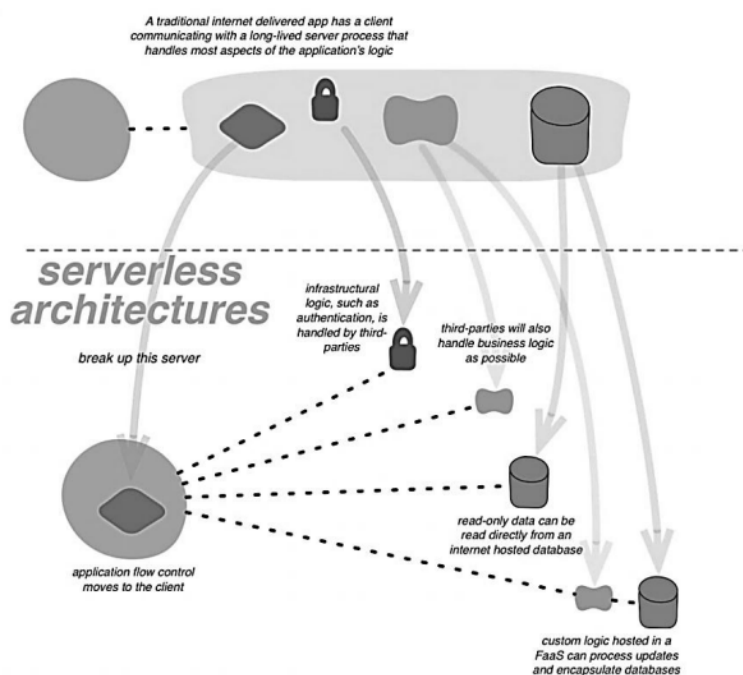 A traditional internet delivered app has a client
communicating with a long-lived server process that
handles most aspects of the application's logic
serverless
architectures
break up this server
infrastructural
logic, such as
authentication, is
handled by third-
parties
third-parties will also
handle business logic
as possible
read-only data can be
read directly from an
internet hosted database
application flow control
moves to the client
custom logic hosted in a
FaaS can process updates
and encapsulate databases